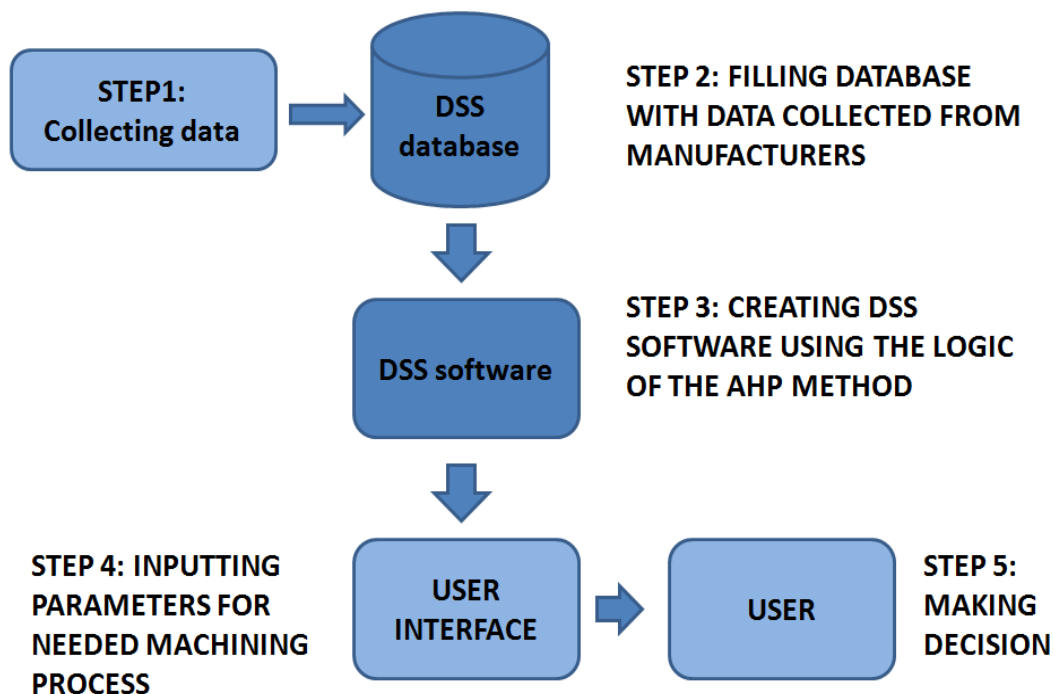 STEP1:
Collecting data
DSS
database
STEP 2: FILLING DATABASE
WITH DATA COLLECTED FROM
MANUFACTURERS
DSS software
STEP 3: CREATING DSS
SOFTWARE USING THE LOGIC
OF THE AHP METHOD
STEP 4: INPUTTING
PARAMETERS FOR
NEEDED MACHINING
PROCESS
USER
INTERFACE
USER
STEP 5:
MAKING
DECISION